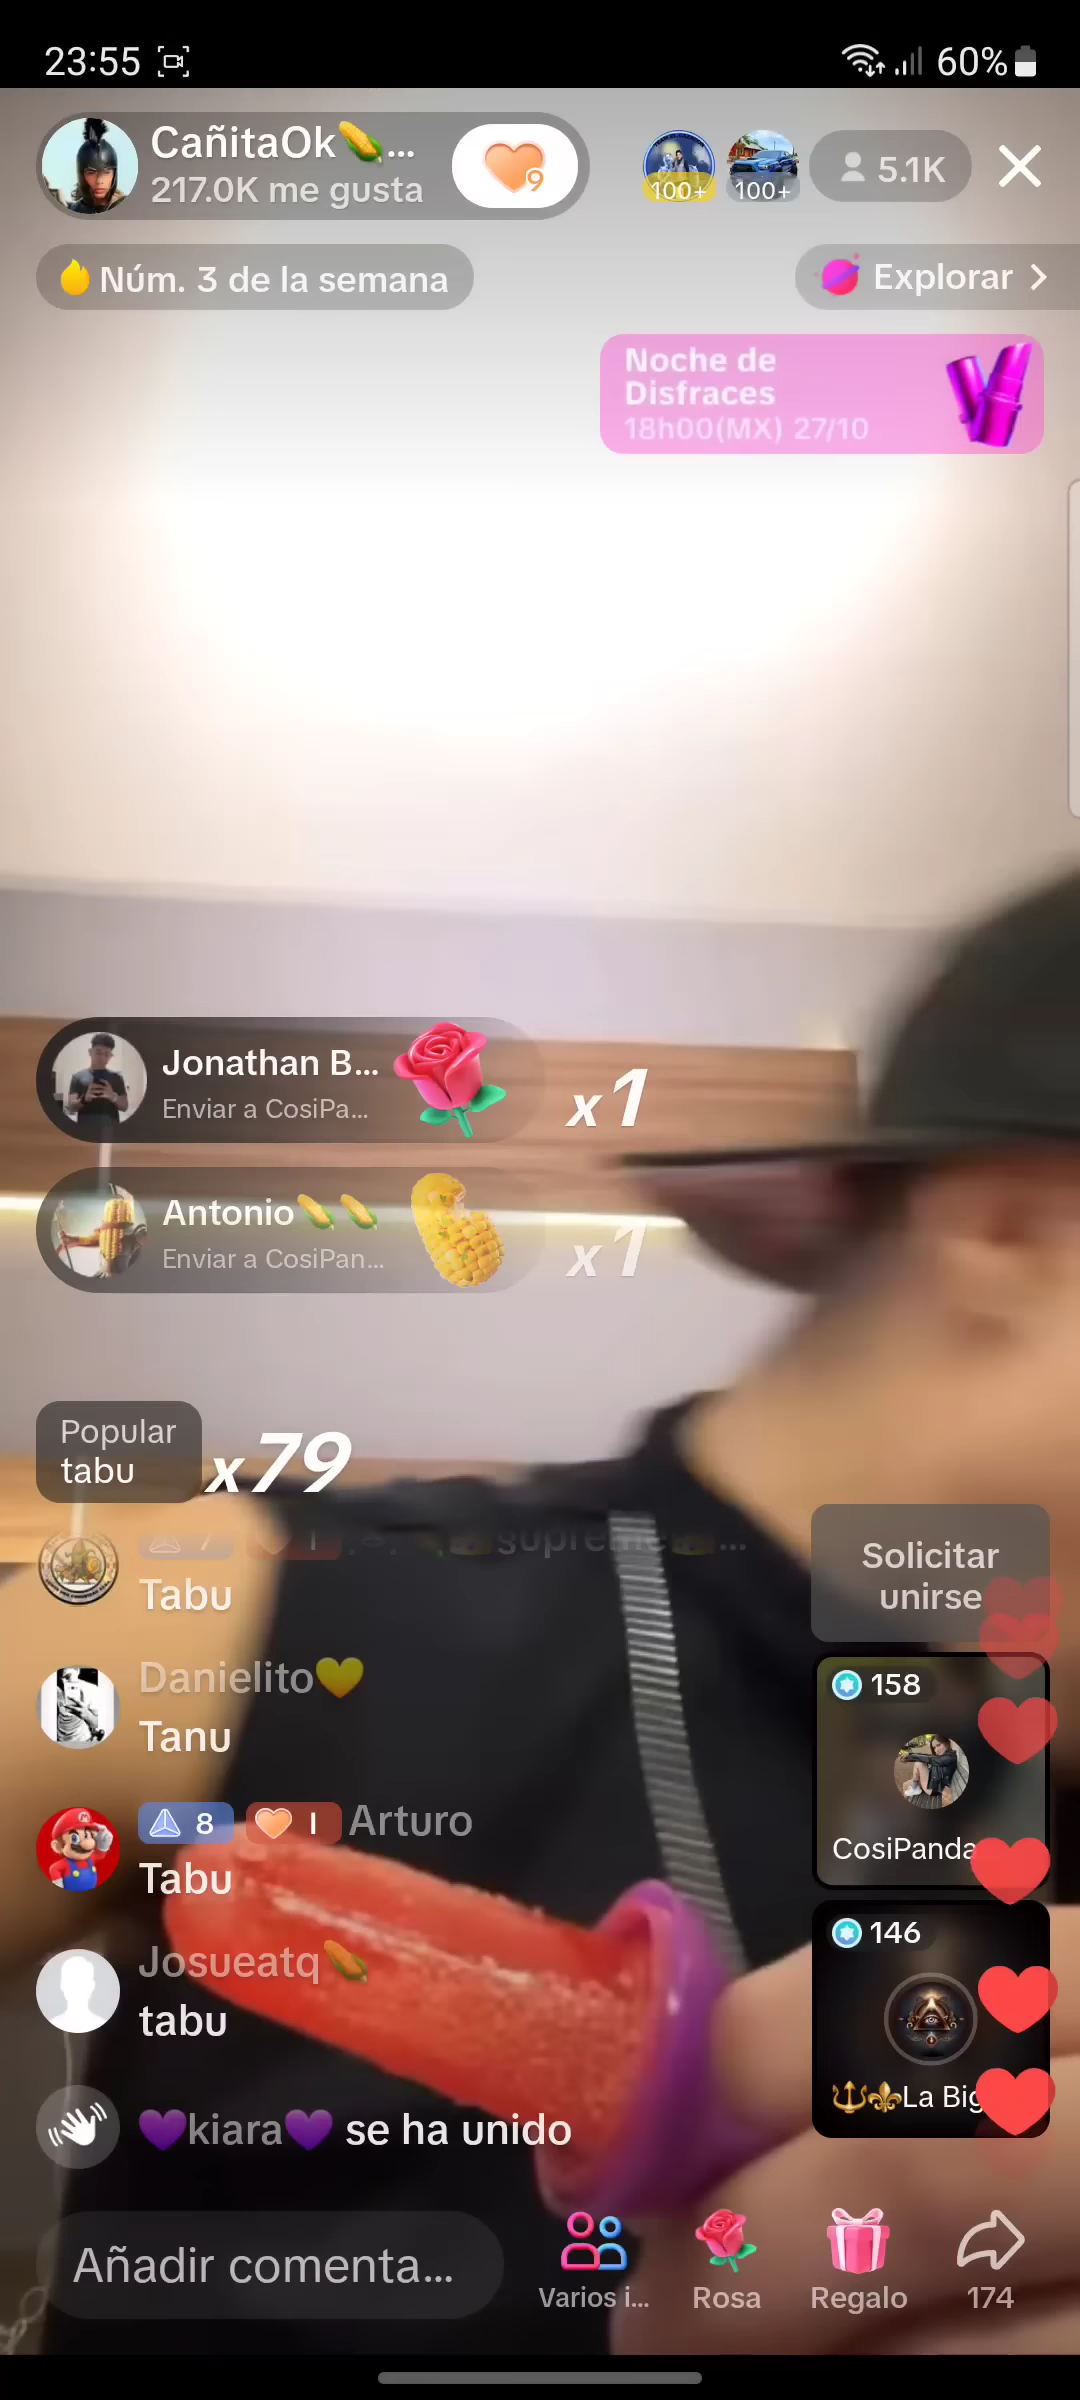 23:55
60%
CañitaOk🌽...
217.0K me gusta
9
100+
100+
5.1K
Núm. 3 de la semana
Explorar
Noche de
Disfraces
18h00(MX) 27/10
Jonathan B...
Enviar a CosiPa...
x1
Antonio🌽🌽
Enviar a CosiPan...
x1
Popular
tabu
x79
7 I supreme ...
Tabu
Danielito💛
Tanu
8 I Arturo
Tabu
Josueatq🌽
tabu
💜kiara💜 se ha unido
Solicitar
unirse
158
CosiPanda
146
🔱⚜️La Big
Añadir comenta...
Varios i...
Rosa
Regalo
174